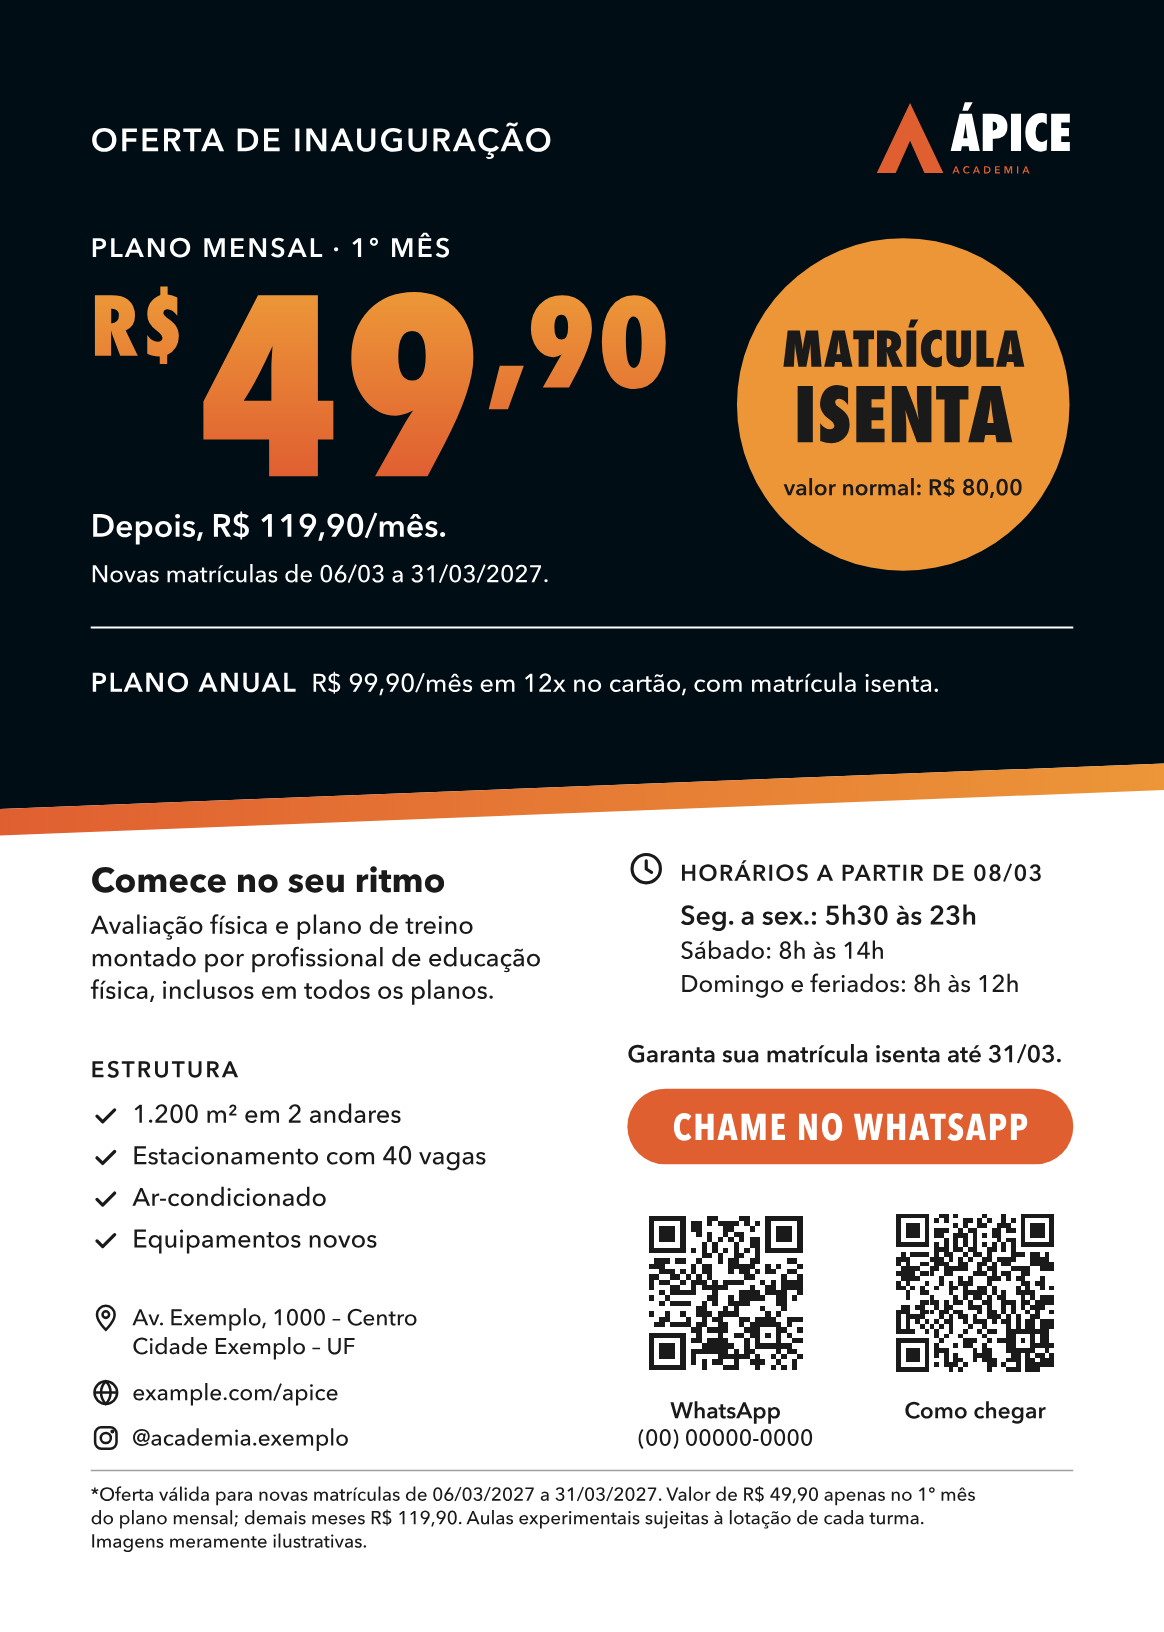 OFERTA DE INAUGURAÇÃO
ÁPICE
ACADEMIA
PLANO MENSAL · 1° MÊS
R$ 49,90
Depois, R$ 119,90/mês.
Novas matrículas de 06/03 a 31/03/2027.
MATRÍCULA
ISENTA
valor normal: R$ 80,00
PLANO ANUAL R$ 99,90/mês em 12x no cartão, com matrícula isenta.
Comece no seu ritmo
Avaliação física e plano de treino
montado por profissional de educação
física, inclusos em todos os planos.
ESTRUTURA
1.200 m² em 2 andares
Estacionamento com 40 vagas
Ar-condicionado
Equipamentos novos
Av. Exemplo, 1000 – Centro
Cidade Exemplo – UF
example.com/apice
@academia.exemplo
HORÁRIOS A PARTIR DE 08/03
Seg. a sex.: 5h30 às 23h
Sábado: 8h às 14h
Domingo e feriados: 8h às 12h
Garanta sua matrícula isenta até 31/03.
CHAME NO WHATSAPP
WhatsApp
(00) 00000-0000
Como chegar
*Oferta válida para novas matrículas de 06/03/2027 a 31/03/2027. Valor de R$ 49,90 apenas no 1° mês
do plano mensal; demais meses R$ 119,90. Aulas experimentais sujeitas à lotação de cada turma.
Imagens meramente ilustrativas.